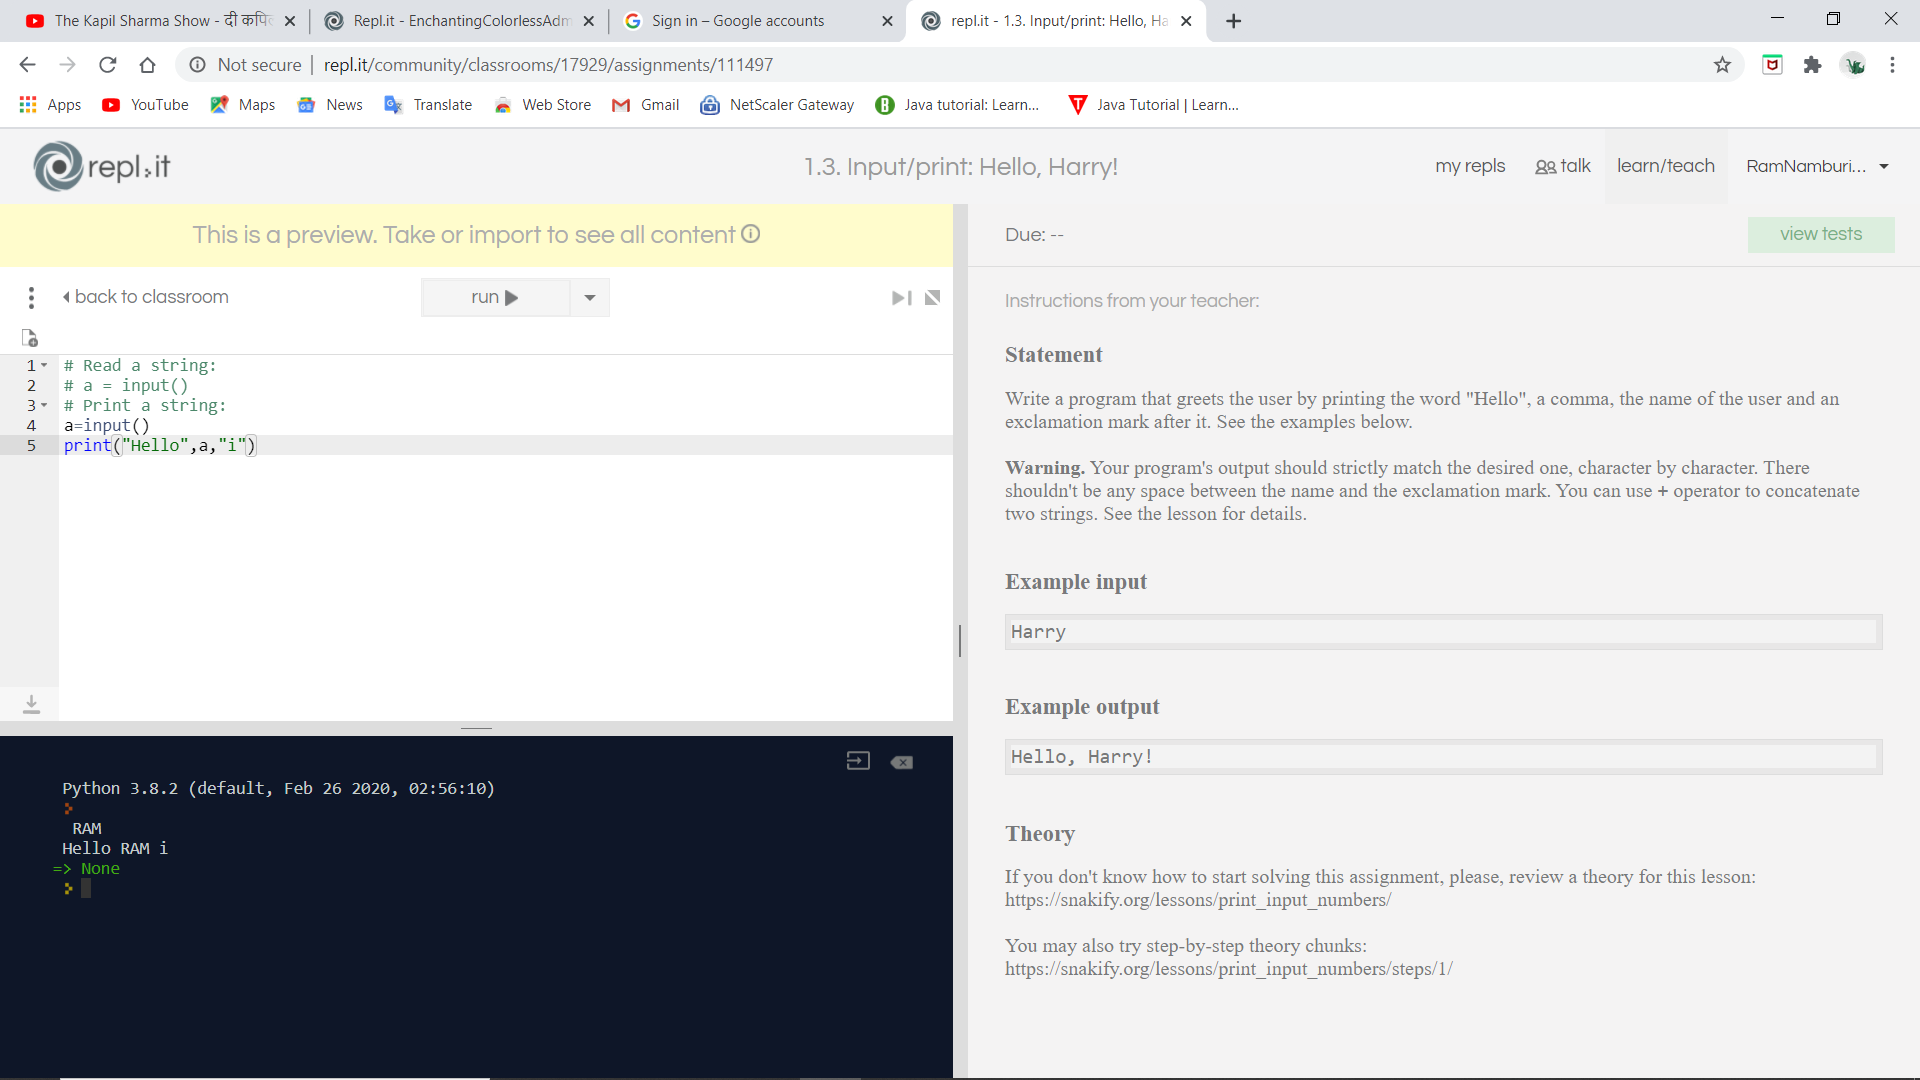 The Kapil Sharma Show - दी कपि
Repl.it - EnchantingColorlessAdm
Sign in – Google accounts
repl.it - 1.3. Input/print: Hello, Ha
Not secure
repl.it/community/classrooms/17929/assignments/111497
Apps
YouTube
Maps
News
Translate
Web Store
Gmail
NetScaler Gateway
Java tutorial: Learn...
Java Tutorial | Learn...
repl.it
1.3. Input/print: Hello, Harry!
my repls
talk
learn/teach
RamNamburi...
This is a preview. Take or import to see all content
back to classroom
run
1 # Read a string:
2 # a = input()
3 # Print a string:
4 a=input()
5 print("Hello",a,"i")
Python 3.8.2 (default, Feb 26 2020, 02:56:10)
RAM
Hello RAM i
=> None
Due: --
view tests
Instructions from your teacher:
Statement
Write a program that greets the user by printing the word "Hello", a comma, the name of the user and an
exclamation mark after it. See the examples below.
Warning. Your program's output should strictly match the desired one, character by character. There
shouldn't be any space between the name and the exclamation mark. You can use + operator to concatenate
two strings. See the lesson for details.
Example input
Harry
Example output
Hello, Harry!
Theory
If you don't know how to start solving this assignment, please, review a theory for this lesson:
https://snakify.org/lessons/print_input_numbers/
You may also try step-by-step theory chunks:
https://snakify.org/lessons/print_input_numbers/steps/1/